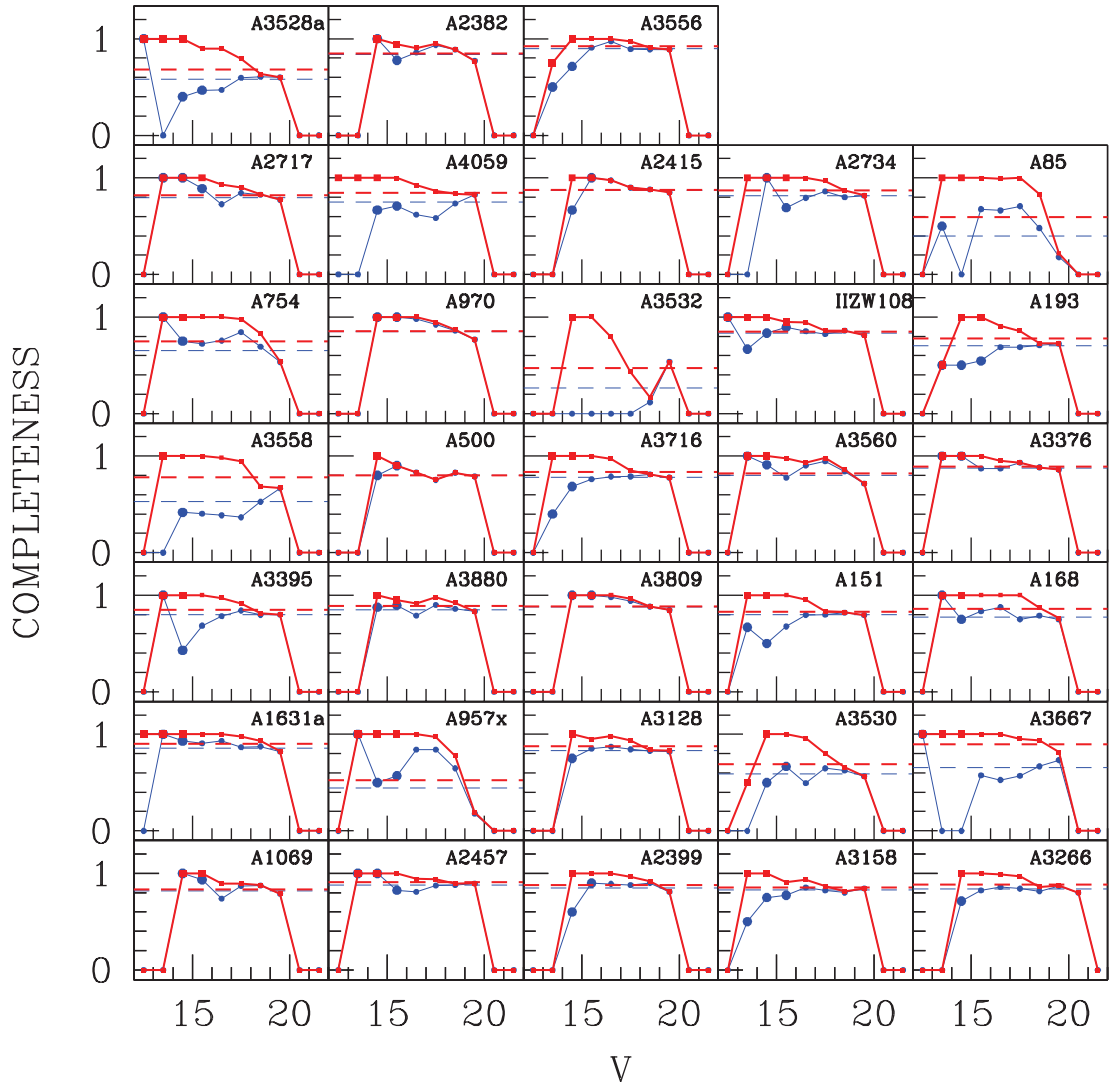 A3528a A2382 A3556
1
0
A2717 A4059 A2415 A2734 A85
1
0
A754 A970 A3532 IIZW108 A193
1
0
A3558 A500 A3716 A3560 A3376
1
0
A3395 A3880 A3809 A151 A168
1
0
A1631a A957x A3128 A3530 A3667
1
0
A1069 A2457 A2399 A3158 A3266
1
0
15 20 15 20 15 20 15 20 15 20
V
COMPLETENESS